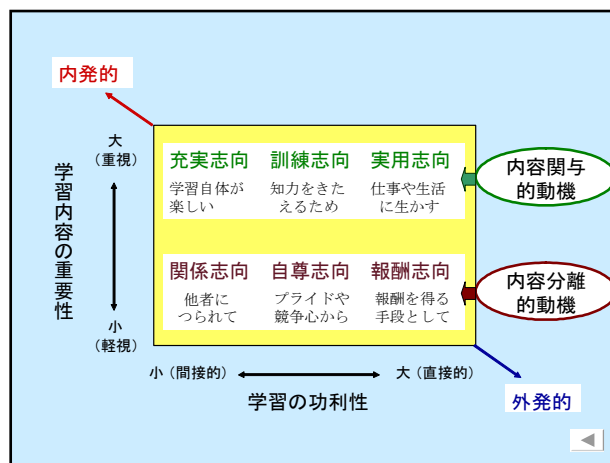 内発的
大
(重視)
学習内容の重要性
小
(軽視)
充実志向 訓練志向 実用志向
学習自体が 知力をきた 仕事や生活
楽しい えるため に生かす
関係志向 自尊志向 報酬志向
他者に プライドや 報酬を得る
つられて 競争心から 手段として
内容関与
的動機
内容分離
的動機
小(間接的) 大(直接的)
学習の功利性
外発的